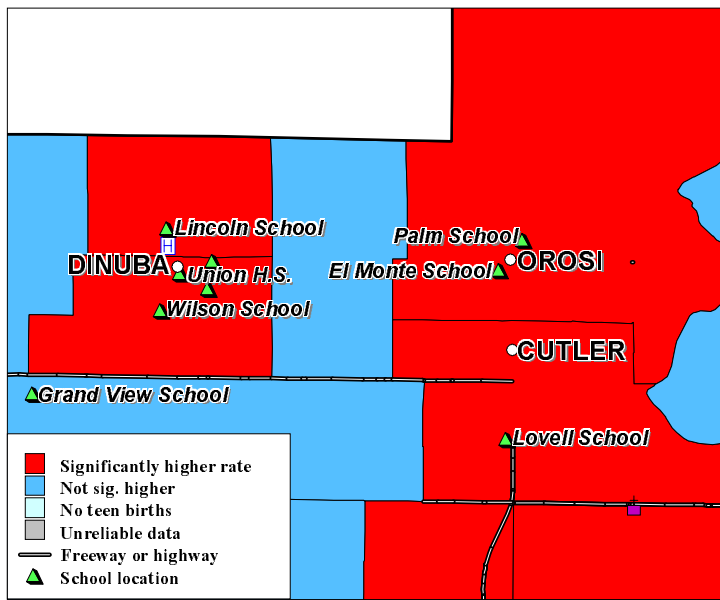 Lincoln School
H
Palm School
DINUBA
Union H.S.
El Monte School
OROSI
Wilson School
CUTLER
Grand View School
Lovell School
Significantly higher rate
Not sig. higher
No teen births
Unreliable data
Freeway or highway
School location